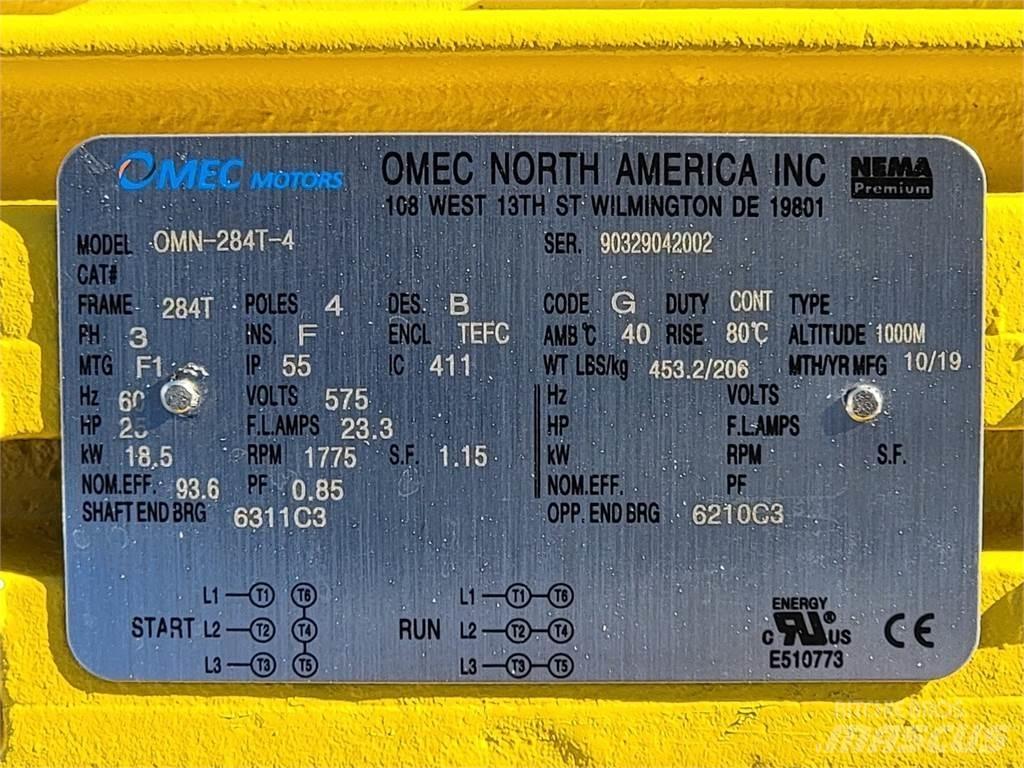 OMEC MOTORS OMEC NORTH AMERICA INC NEMA Premium
108 WEST 13TH ST WILMINGTON DE 19801
MODEL OMN-284T-4 SER. 90329042002
CAT#
FRAME 284T POLES 4 DES. B CODE G DUTY CONT TYPE
PH 3 INS. F ENCL TEFC AMB °C 40 RISE. 80°C ALTITUDE 1000M
MTG F1 IP 55 IC 411 WT LBS/kg 453.2/206 MTH/YR MFG 10/19
Hz 60 VOLTS 575 Hz VOLTS
HP 25 F.L.AMPS 23.3 HP F.L.AMPS
kW 18.5 RPM 1775 S.F. 1.15 kW RPM S.F.
NOM.EFF. 93.6 PF 0.85 NOM.EFF. PF
SHAFT END BRG 6311C3 OPP. END BRG 6210C3
L1 T1 T6 L1 T1 T6 ENERGY
START L2 T2 T4 RUN L2 T2 T4 C RU ® US CE
L3 T3 T5 L3 T3 T5 E510773
RITCHIE BROS.
MASCUS